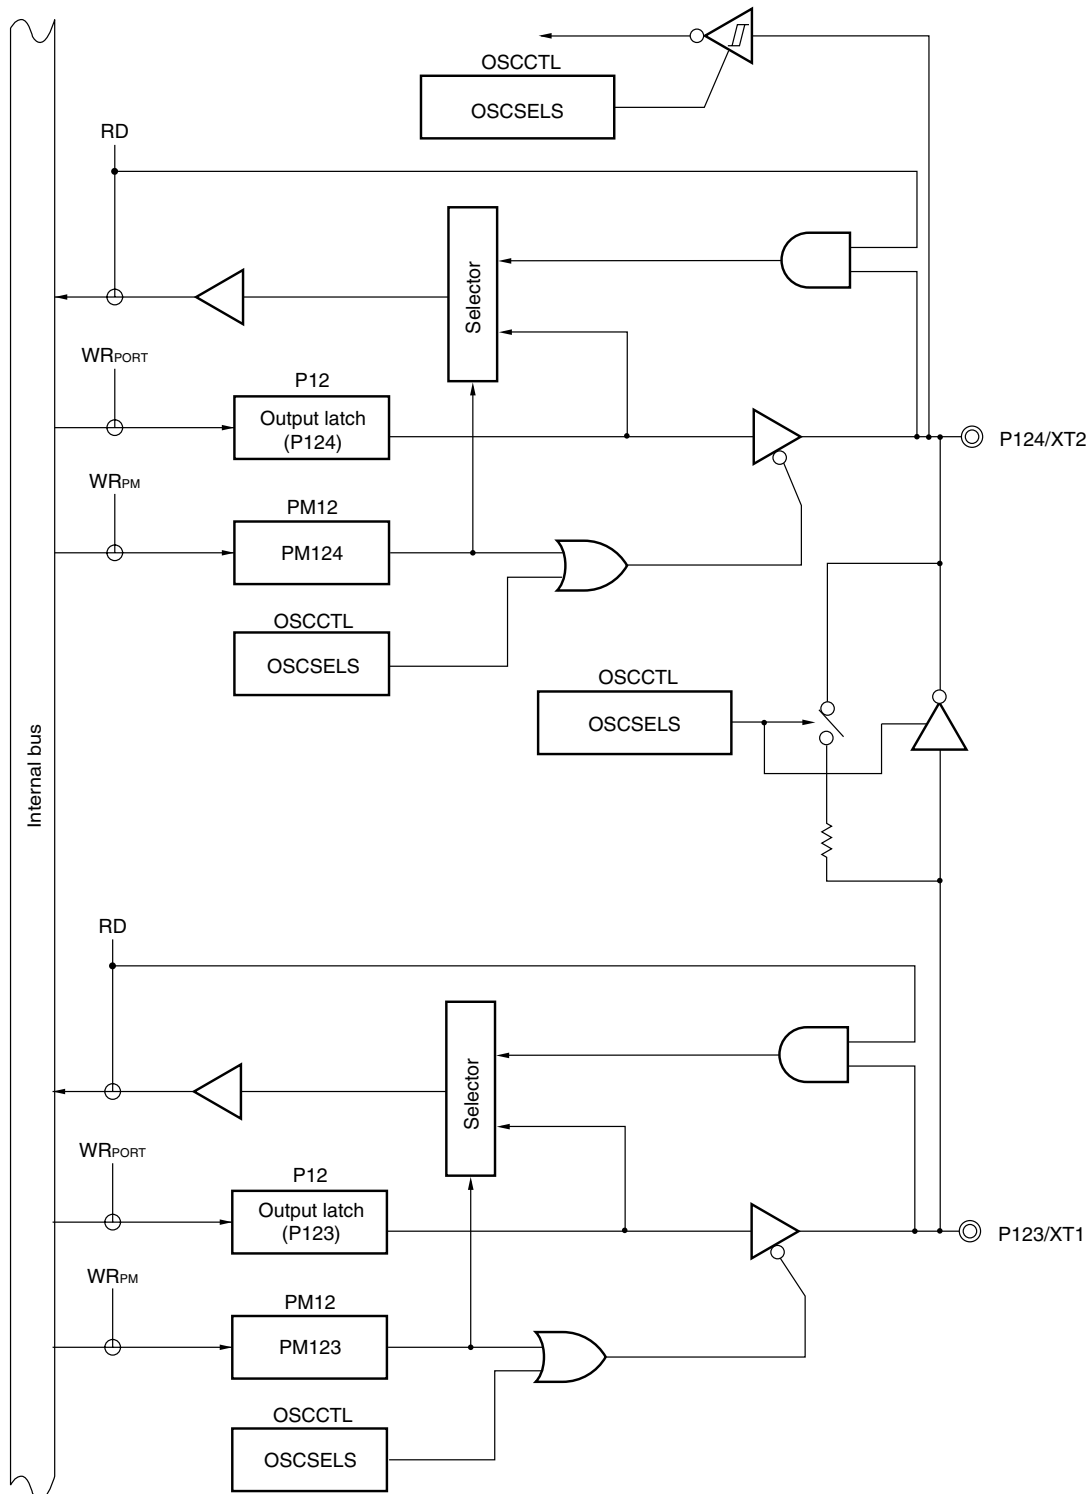 OSCCTL
OSCSELS
RD
Selector
WRPORT
P12
Output latch
(P124)
P124/XT2
WRPM
PM12
PM124
OSCCTL
OSCSELS
OSCCTL
OSCSELS
Internal bus
RD
Selector
WRPORT
P12
Output latch
(P123)
P123/XT1
WRPM
PM12
PM123
OSCCTL
OSCSELS